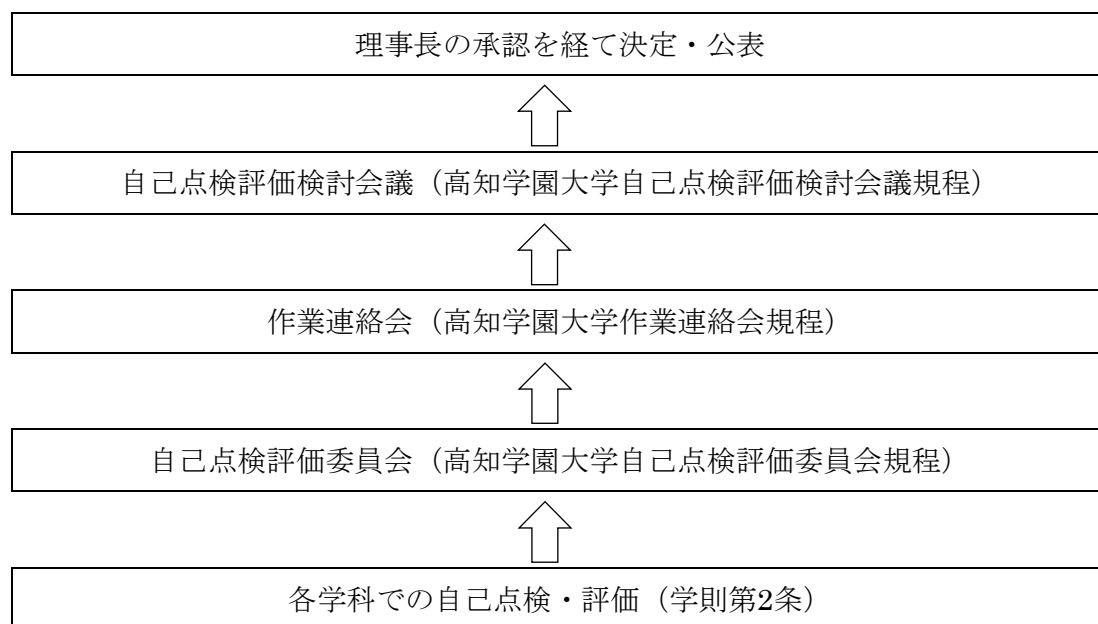 理事長の承認を経て決定・公表
自己点検評価検討会議（高知学園大学自己点検評価検討会議規程）
作業連絡会（高知学園大学作業連絡会規程）
自己点検評価委員会（高知学園大学自己点検評価委員会規程）
各学科での自己点検・評価（学則第2条）